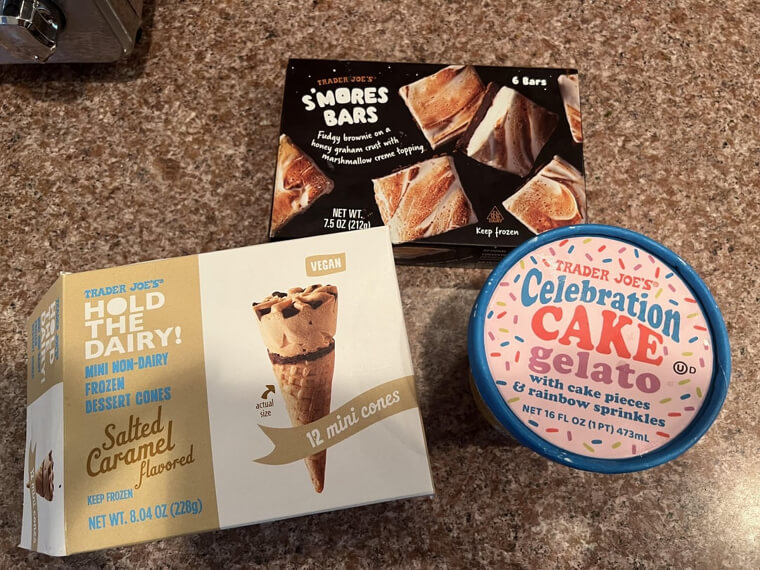 TRADER JOE'S®
S'MORES
BARS
Fudgy brownie on a
honey graham crust with
marshmallow creme topping.
NET WT.
7.5 OZ (212g)
6 Bars
Keep frozen
TRADER JOE'S®
HOLD
THE
DAIRY!
MINI NON-DAIRY
FROZEN
DESSERT CONES
Salted
Caramel
flavored
KEEP FROZEN
NET WT. 8.04 OZ (228g)
VEGAN
actual
size
12 mini cones
TRADER JOE'S®
Celebration
CAKE
gelato
with cake pieces
& rainbow sprinkles
NET 16 FL OZ (1 PT) 473mL
U D